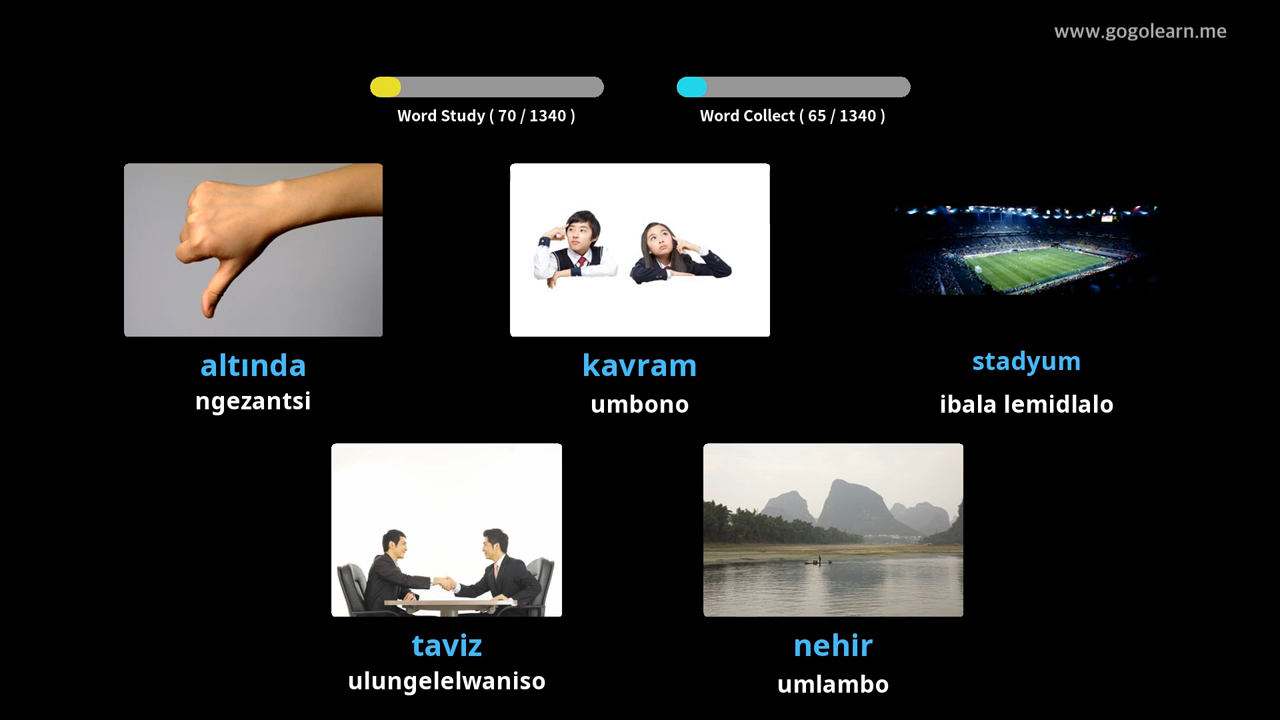 www.gogolearn.me
Word Study ( 70 / 1340 )
Word Collect ( 65 / 1340 )
altında
ngezantsi
kavram
umbono
stadyum
ibala lemidlalo
taviz
ulungelelwaniso
nehir
umlambo